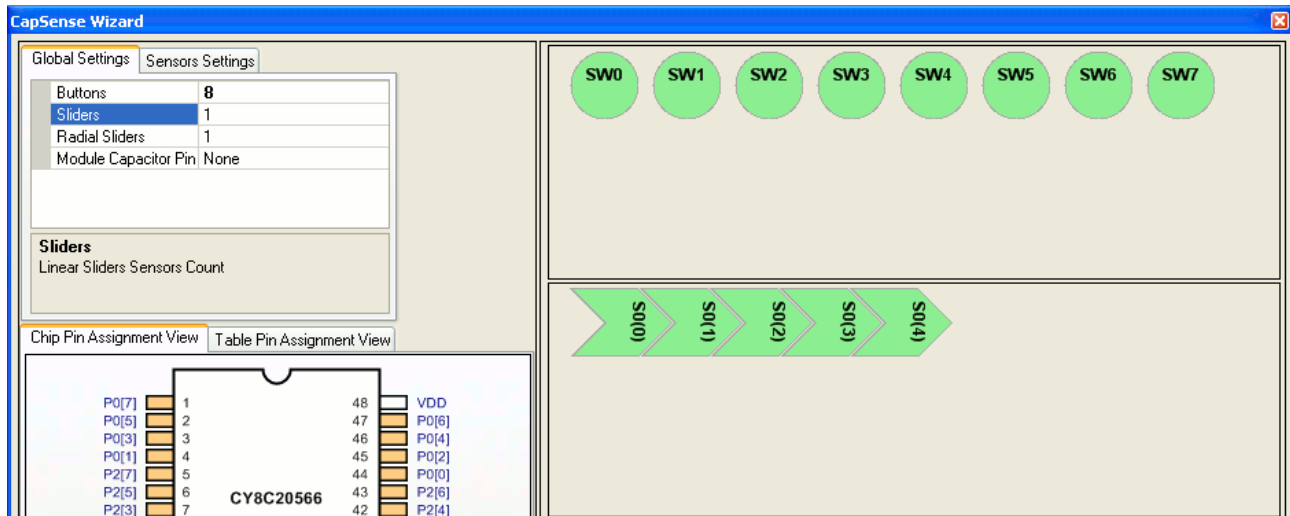 CapSense Wizard
Global Settings
Sensors Settings
Buttons 8
Sliders 1
Radial Sliders 1
Module Capacitor Pin None
Sliders
Linear Sliders Sensors Count
Chip Pin Assignment View
Table Pin Assignment View
P0[7] 1 48 VDD
P0[5] 2 47 P0[6]
P0[3] 3 46 P0[4]
P0[1] 4 45 P0[2]
P2[7] 5 44 P0[0]
P2[5] 6 CY8C20566 43 P2[6]
P2[3] 7 42 P2[4]
SW0 SW1 SW2 SW3 SW4 SW5 SW6 SW7
S0(0) S0(1) S0(2) S0(3) S0(4)